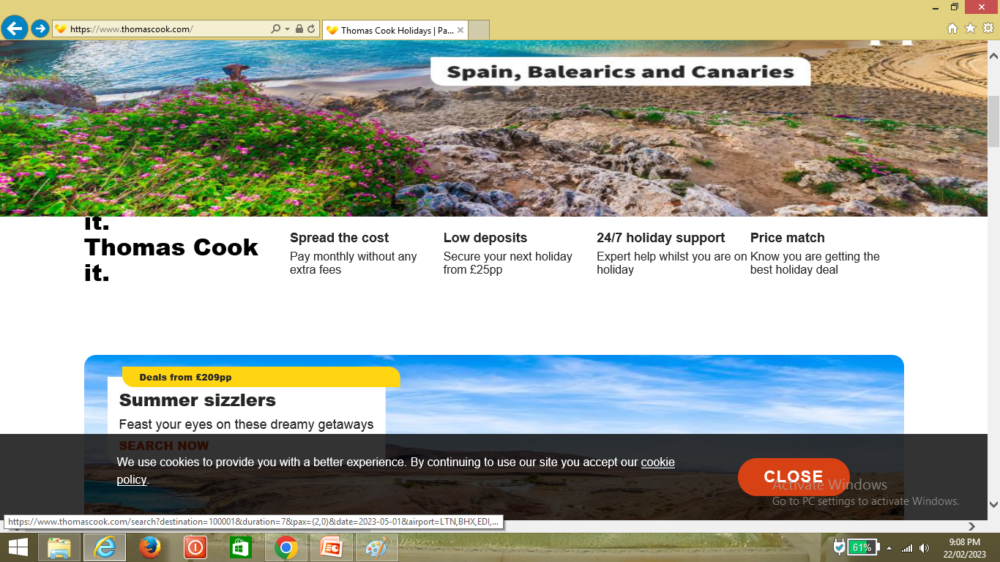 https://www.thomascook.com/
Thomas Cook Holidays | Pa...
Spain, Balearics and Canaries
it.
Thomas Cook
it.
Spread the cost
Pay monthly without any
extra fees
Low deposits
Secure your next holiday
from £25pp
24/7 holiday support
Expert help whilst you are on
holiday
Price match
Know you are getting the
best holiday deal
Deals from £209pp
Summer sizzlers
Feast your eyes on these dreamy getaways
SEARCH NOW
We use cookies to provide you with a better experience. By continuing to use our site you accept our cookie
policy.
CLOSE
Activate Windows
Go to PC settings to activate Windows.
https://www.thomascook.com/search?destination=100001&duration=7&pax=(2,0)&date=2023-05-01&airport=LTN,BHX,EDI,...
61%
9:08 PM
22/02/2023